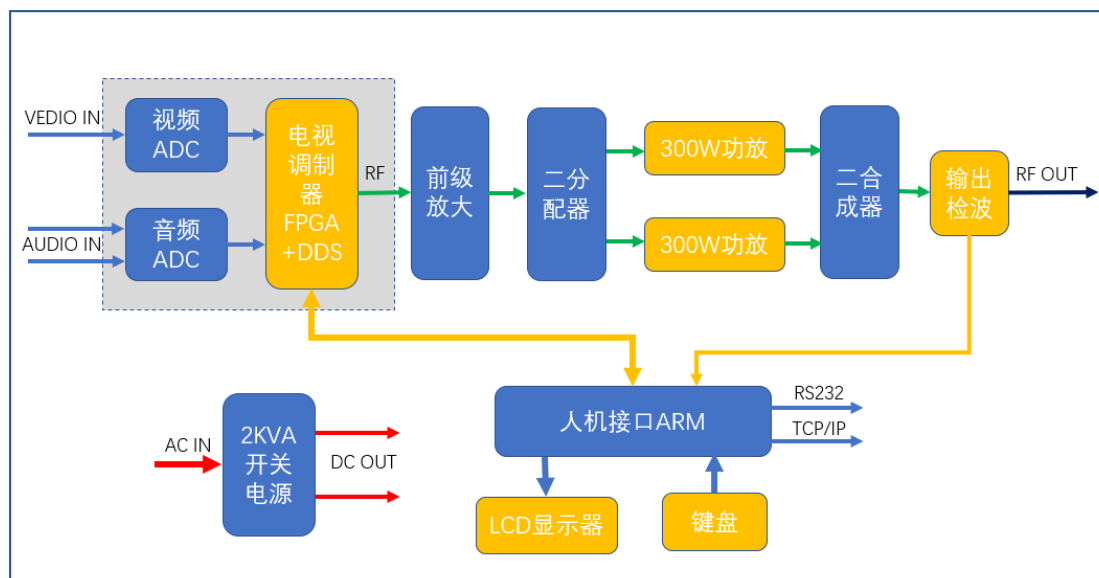 VEDIO IN
视频
ADC
AUDIO IN
音频
ADC
电视
调制
器
FPGA
+DDS
RF
前级
放大
二分
配器
300W功放
300W功放
二合
成器
输出
检波
RF OUT
人机接口ARM
RS232
TCP/IP
LCD显示器
键盘
AC IN
2KVA
开关
电源
DC OUT